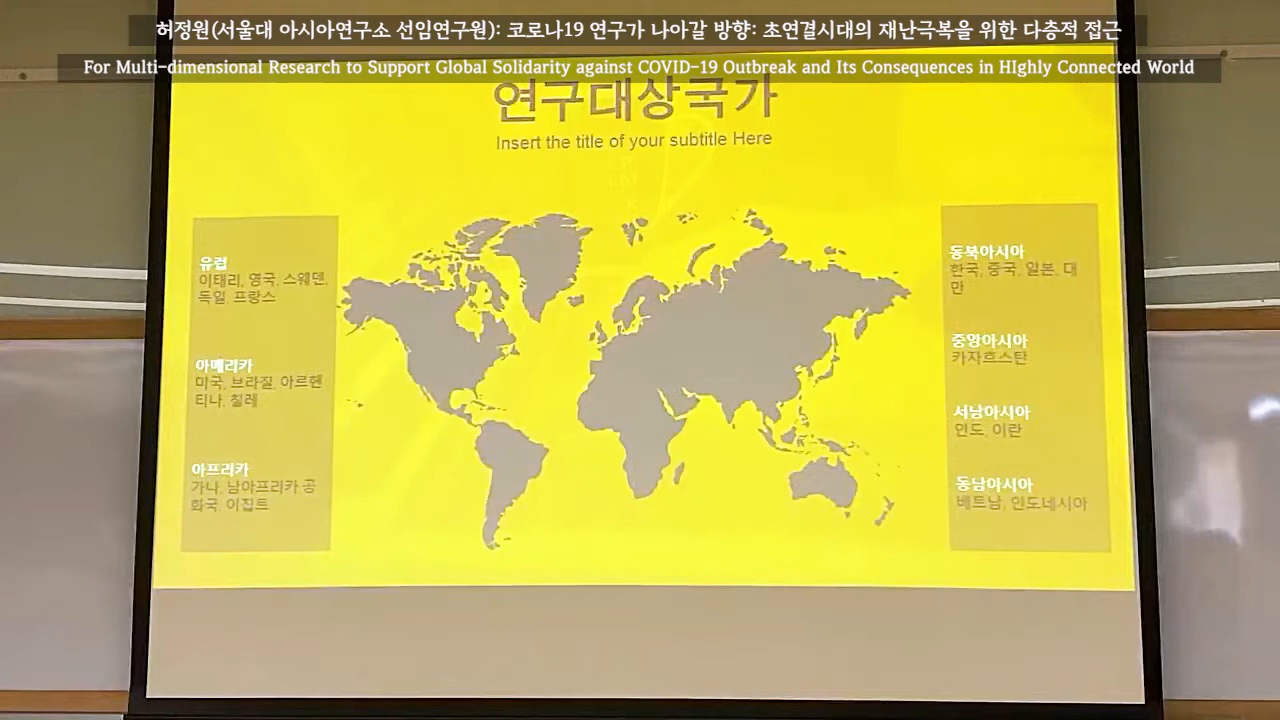 허정원(서울대 아시아연구소 선임연구원): 코로나19 연구가 나아갈 방향: 초연결시대의 재난극복을 위한 다층적 접근
For Multi-dimensional Research to Support Global Solidarity against COVID-19 Outbreak and Its Consequences in HIghly Connected World
연구대상국가
Insert the title of your subtitle Here
유럽
이태리, 영국, 스웨덴,
독일, 프랑스
아메리카
미국, 브라질, 아르헨
티나, 칠레
아프리카
가나, 남아프리카 공
화국, 이집트
동북아시아
한국, 중국, 일본, 대
만
중앙아시아
카자흐스탄
서남아시아
인도, 이란
동남아시아
베트남, 인도네시아